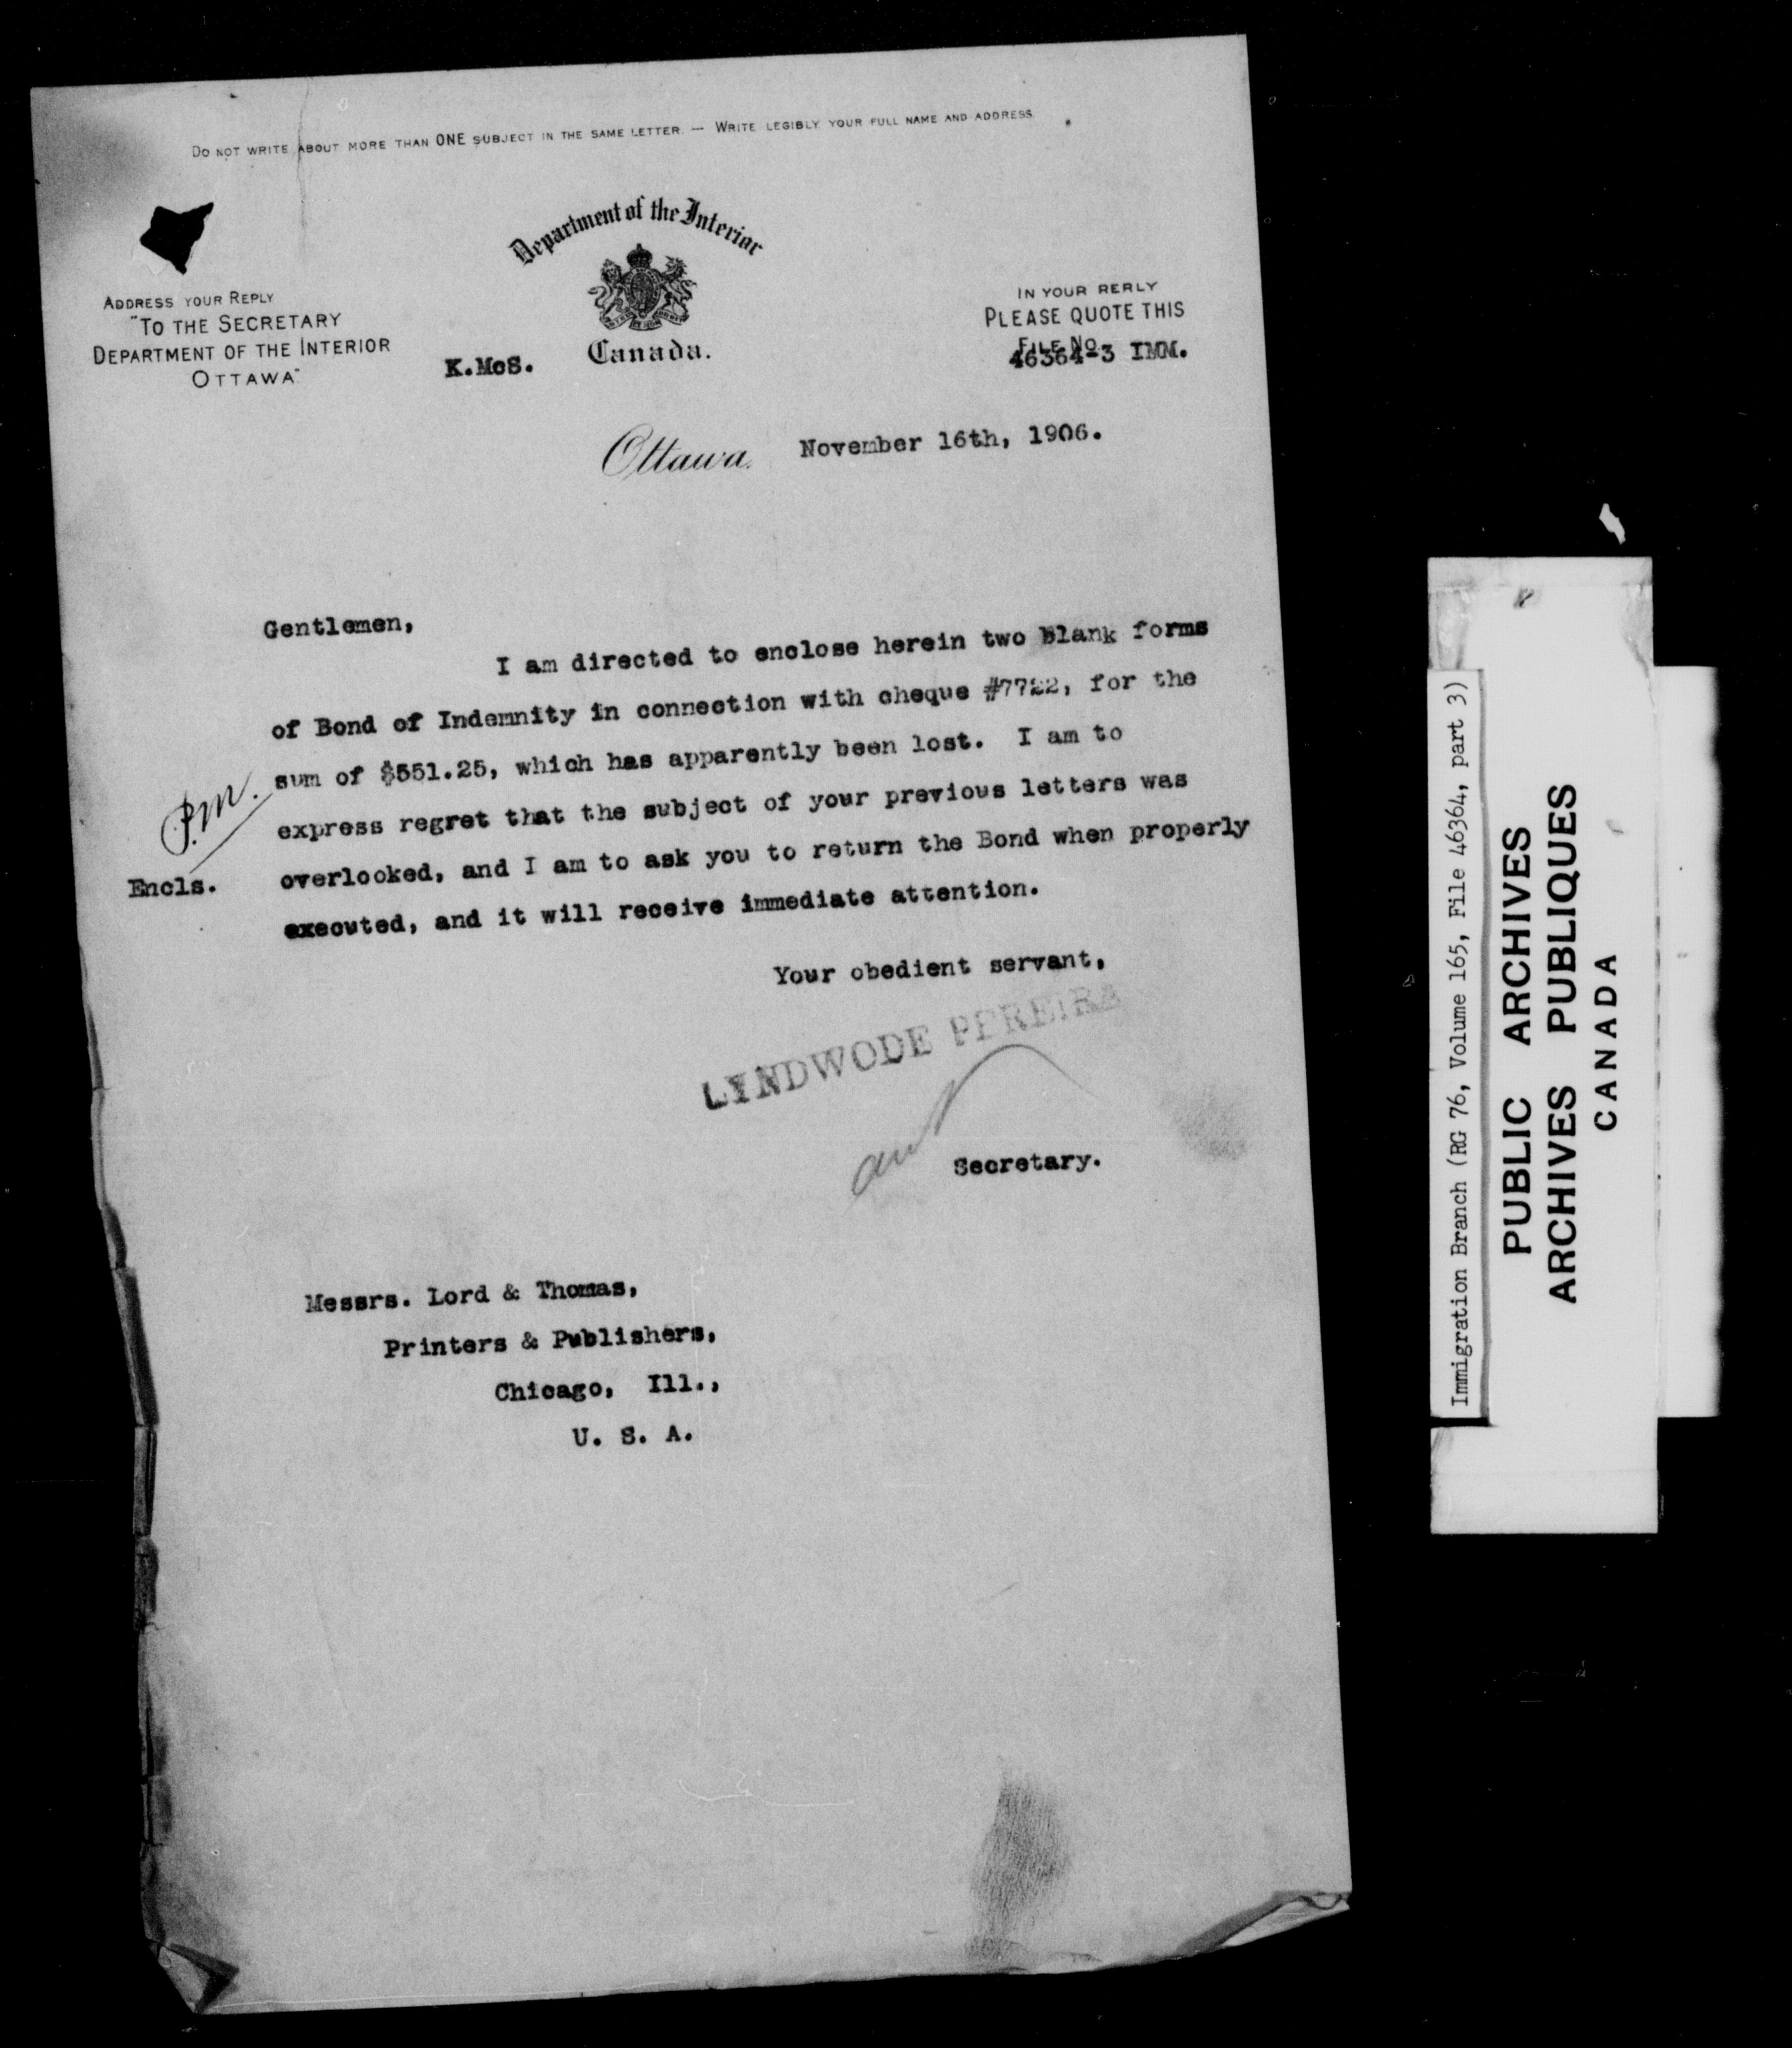 DO NOT WRITE ABOUT MORE THAN ONE SUBJECT IN THE SAME LETTER. — WRITE LEGIBLY YOUR FULL NAME AND ADDRESS.
Department of the Interior
Canada.
ADDRESS YOUR REPLY
"TO THE SECRETARY
DEPARTMENT OF THE INTERIOR
OTTAWA"
K.McS.
IN YOUR REPLY
PLEASE QUOTE THIS
FILE NO.
46364-3 IMM.
Ottawa. November 16th, 1906.
Gentlemen,
I am directed to enclose herein two blank forms
of Bond of Indemnity in connection with cheque #7722, for the
sum of $551.25, which has apparently been lost. I am to
express regret that the subject of your previous letters was
overlooked, and I am to ask you to return the Bond when properly
executed, and it will receive immediate attention.
P.M.
Encls.
Your obedient servant,
LYNDWODE PEREIRA
Secretary.
Messrs. Lord & Thomas,
Printers & Publishers,
Chicago, Ill.,
U. S. A.
Immigration Branch (RG 76, Volume 165, File 46364, part 3)
PUBLIC ARCHIVES
ARCHIVES PUBLIQUES
CANADA